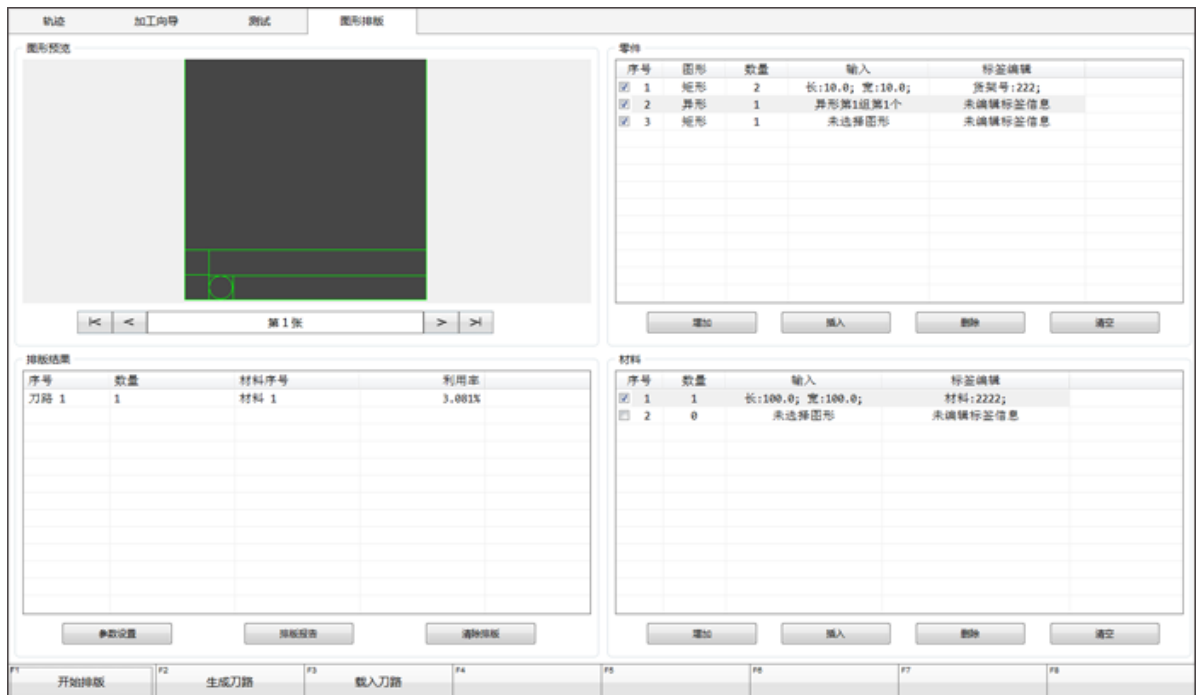 轨迹 加工向导 测试 图形排版
图形预览
第1张
零件
序号 图形 数量 输入 标签编辑
1 矩形 2 长:10.0; 宽:10.0; 货架号:222;
2 异形 1 异形第1组第1个 未编辑标签信息
3 矩形 1 未选择图形 未编辑标签信息
增加 插入 删除 清空
排版结果
序号 数量 材料序号 利用率
刀路 1 1 材料 1 3.081%
参数设置 排版报告 清除排版
材料
序号 数量 输入 标签编辑
1 1 长:100.0; 宽:100.0; 材料:2222;
2 0 未选择图形 未编辑标签信息
增加 插入 删除 清空
F1 开始排版 F2 生成刀路 F3 载入刀路 F4 F5 F6 F7 F8